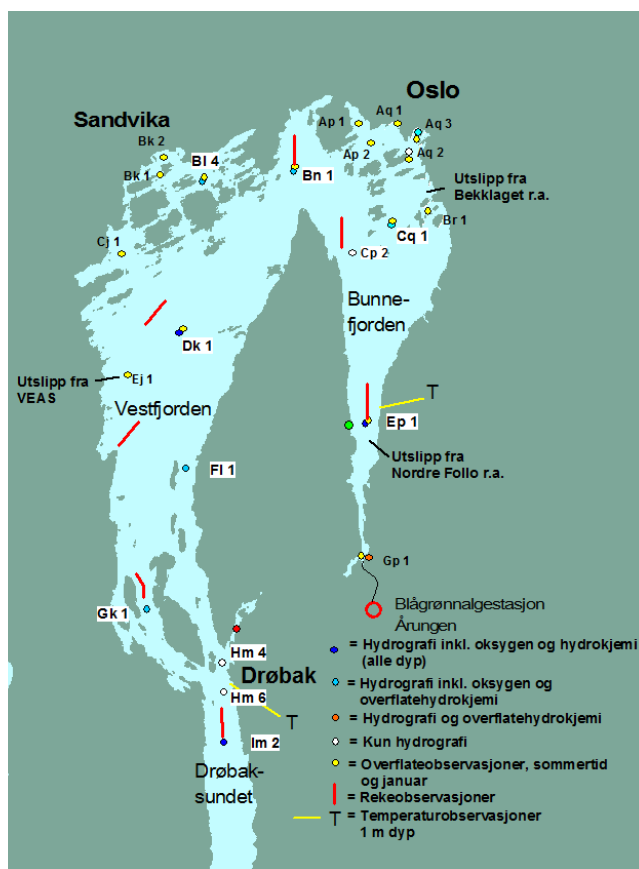 Oslo
Sandvika
Ap 1
Aq 1
Aq 3
Bk 2
Bl 4
Ap 2
Aq 2
Bk 1
Bn 1
Utslipp fra
Bekklaget r.a.
Br 1
Cj 1
Cq 1
Cp 2
Bunne-
fjorden
Dk 1
Ej 1
Utslipp fra
VEAS
T
Vestfjorden
Ep 1
Utslipp fra
Nordre Follo r.a.
Fl 1
Gp 1
Gk 1
Blågrønnalgestasjon
Årungen
= Hydrografi inkl. oksygen og hydrokjemi
(alle dyp)
Hm 4
Drøbak
= Hydrografi inkl. oksygen og
overflatehydrokjemi
Hm 6
T
= Hydrografi og overflatehydrokjemi
Im 2
= Kun hydrografi
= Overflateobservasjoner, sommertid
og januar
Drøbak-
sundet
= Rekeobservasjoner
T = Temperaturobservasjoner
1 m dyp